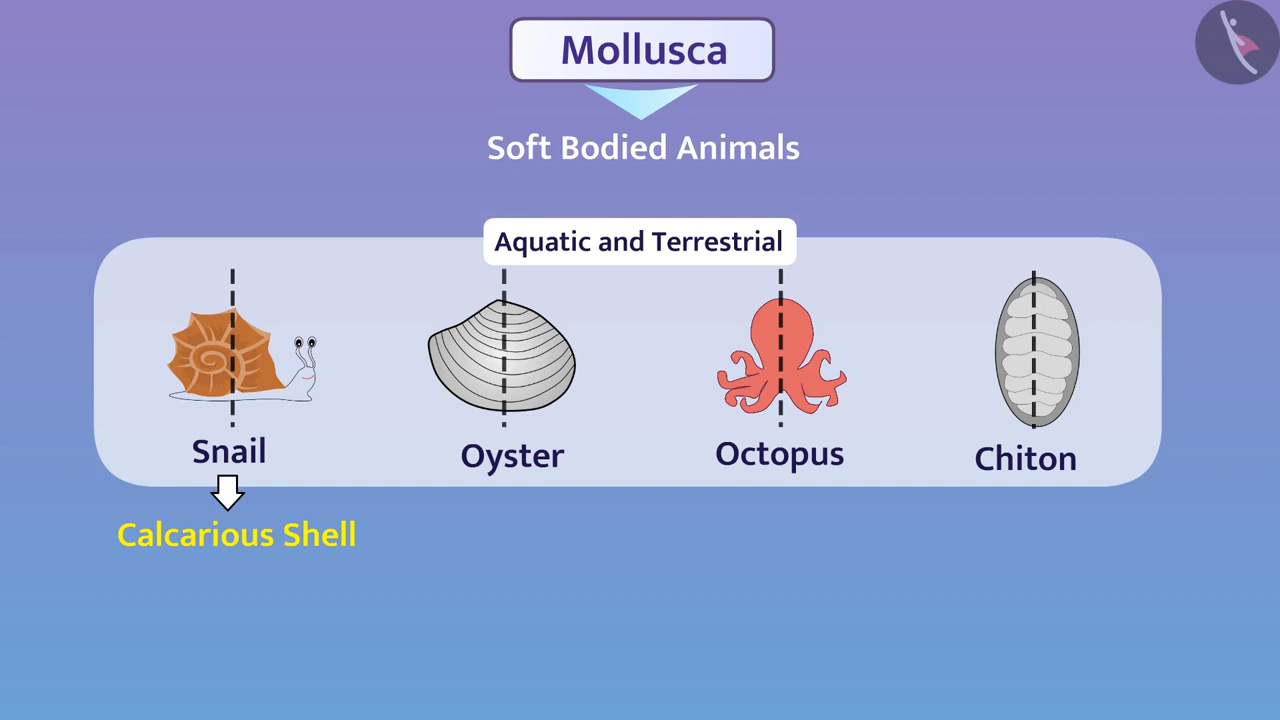 Mollusca
Soft Bodied Animals
Aquatic and Terrestrial
Snail
Oyster
Octopus
Chiton
Calcarious Shell